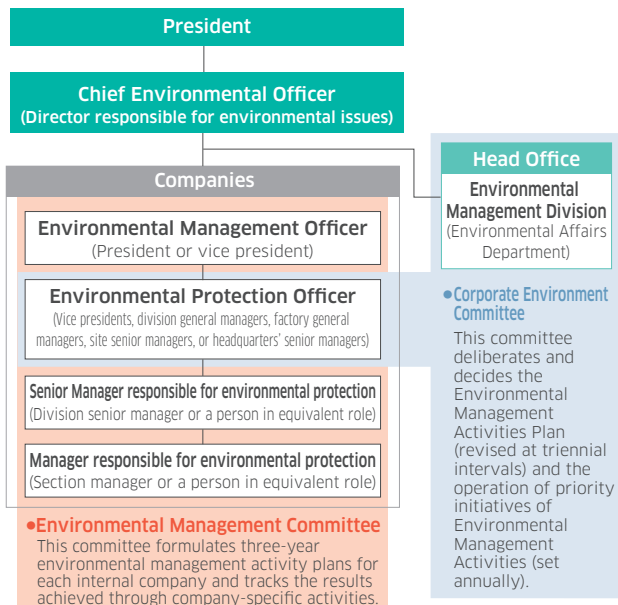 President
Chief Environmental Officer
(Director responsible for environmental issues)
Companies
Environmental Management Officer
(President or vice president)
Environmental Protection Officer
(Vice presidents, division general managers, factory general
managers, site senior managers, or headquarters' senior managers)
Senior Manager responsible for environmental protection
(Division senior manager or a person in equivalent role)
Manager responsible for environmental protection
(Section manager or a person in equivalent role)
●Environmental Management Committee
This committee formulates three-year
environmental management activity plans for
each internal company and tracks the results
achieved through company-specific activities.
Head Office
Environmental
Management Division
(Environmental Affairs
Department)
●Corporate Environment
Committee
This committee
deliberates and
decides the
Environmental
Management
Activities Plan
(revised at triennial
intervals) and the
operation of priority
initiatives of
Environmental
Management
Activities (set
annually).